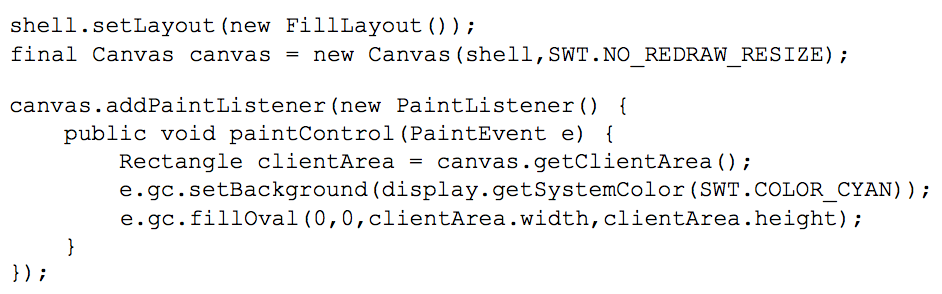 shell.setLayout(new FillLayout());
final Canvas canvas = new Canvas(shell,SWT.NO_REDRAW_RESIZE);

canvas.addPaintListener(new PaintListener() {
    public void paintControl(PaintEvent e) {
        Rectangle clientArea = canvas.getClientArea();
        e.gc.setBackground(display.getSystemColor(SWT.COLOR_CYAN));
        e.gc.fillOval(0,0,clientArea.width,clientArea.height);
    }
});